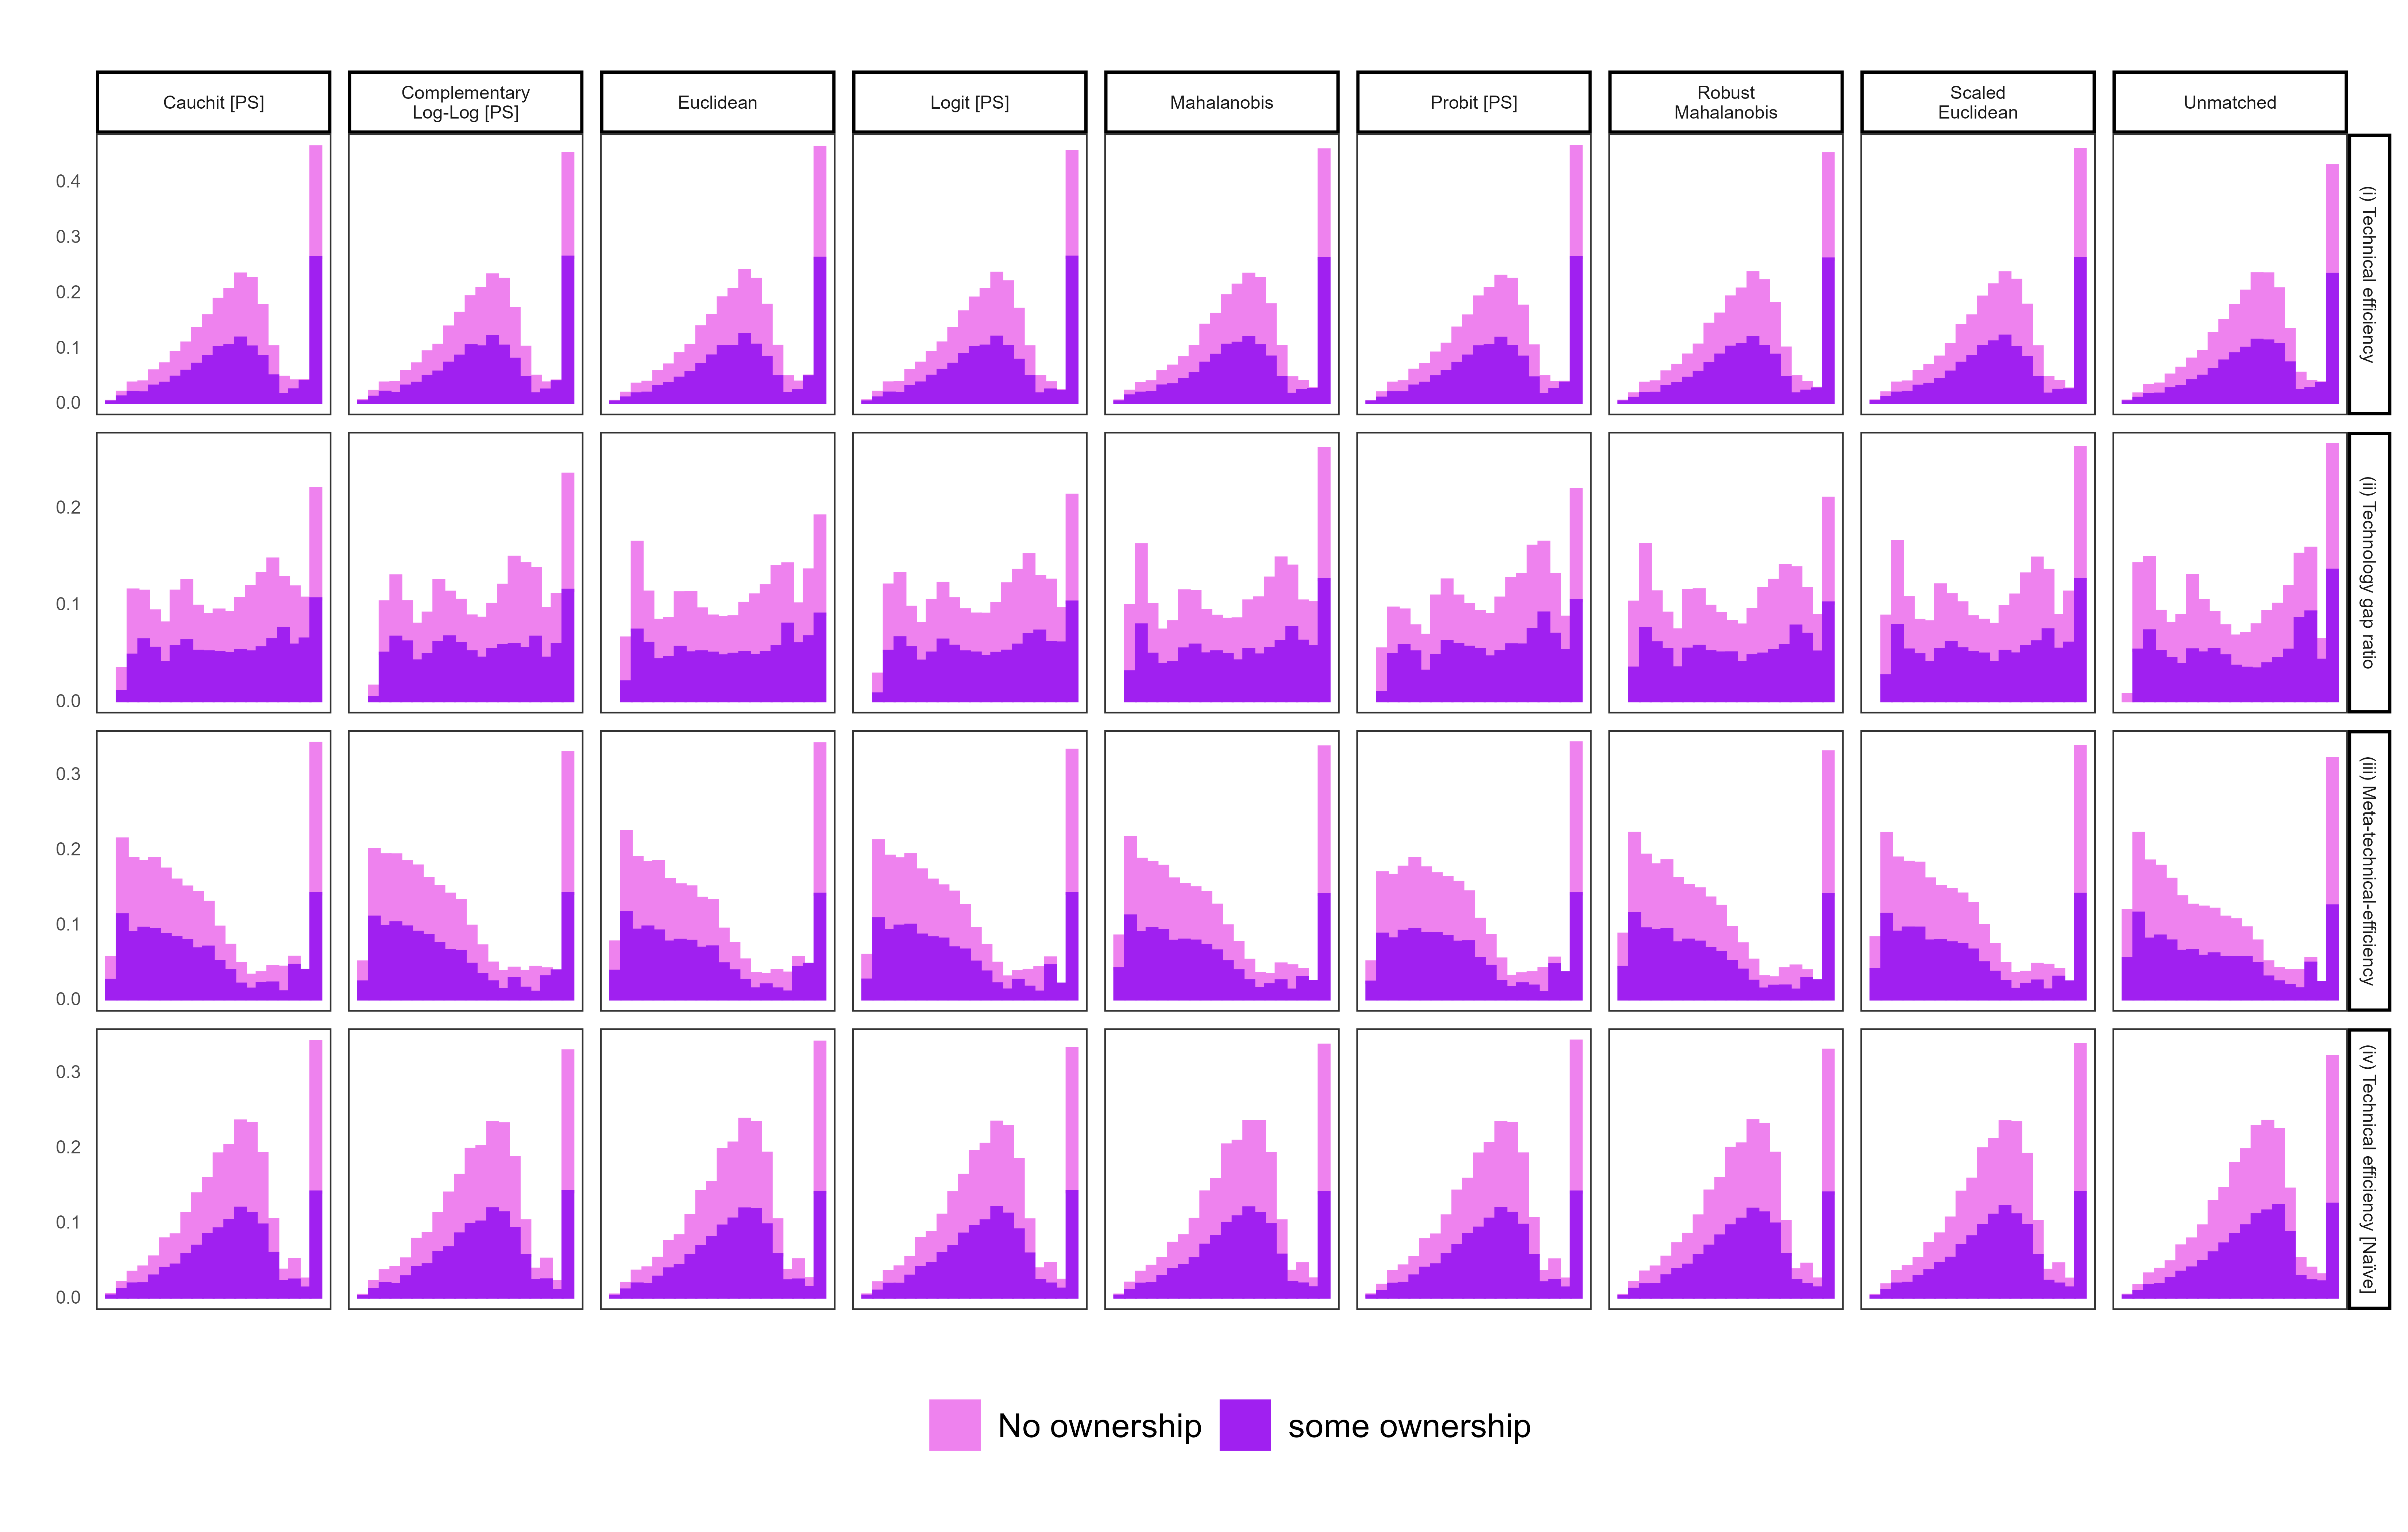 Cauchit [PS]
Complementary
Log-Log [PS]
Euclidean
Logit [PS]
Mahalanobis
Probit [PS]
Robust
Mahalanobis
Scaled
Euclidean
Unmatched
0.4
0.3
0.2
0.1
0.0
(i) Technical efficiency
0.2
0.1
0.0
(ii) Technology gap ratio
0.3
0.2
0.1
0.0
(iii) Meta-technical-efficiency
0.3
0.2
0.1
0.0
(iv) Technical efficiency [Naïve]
No ownership
some ownership